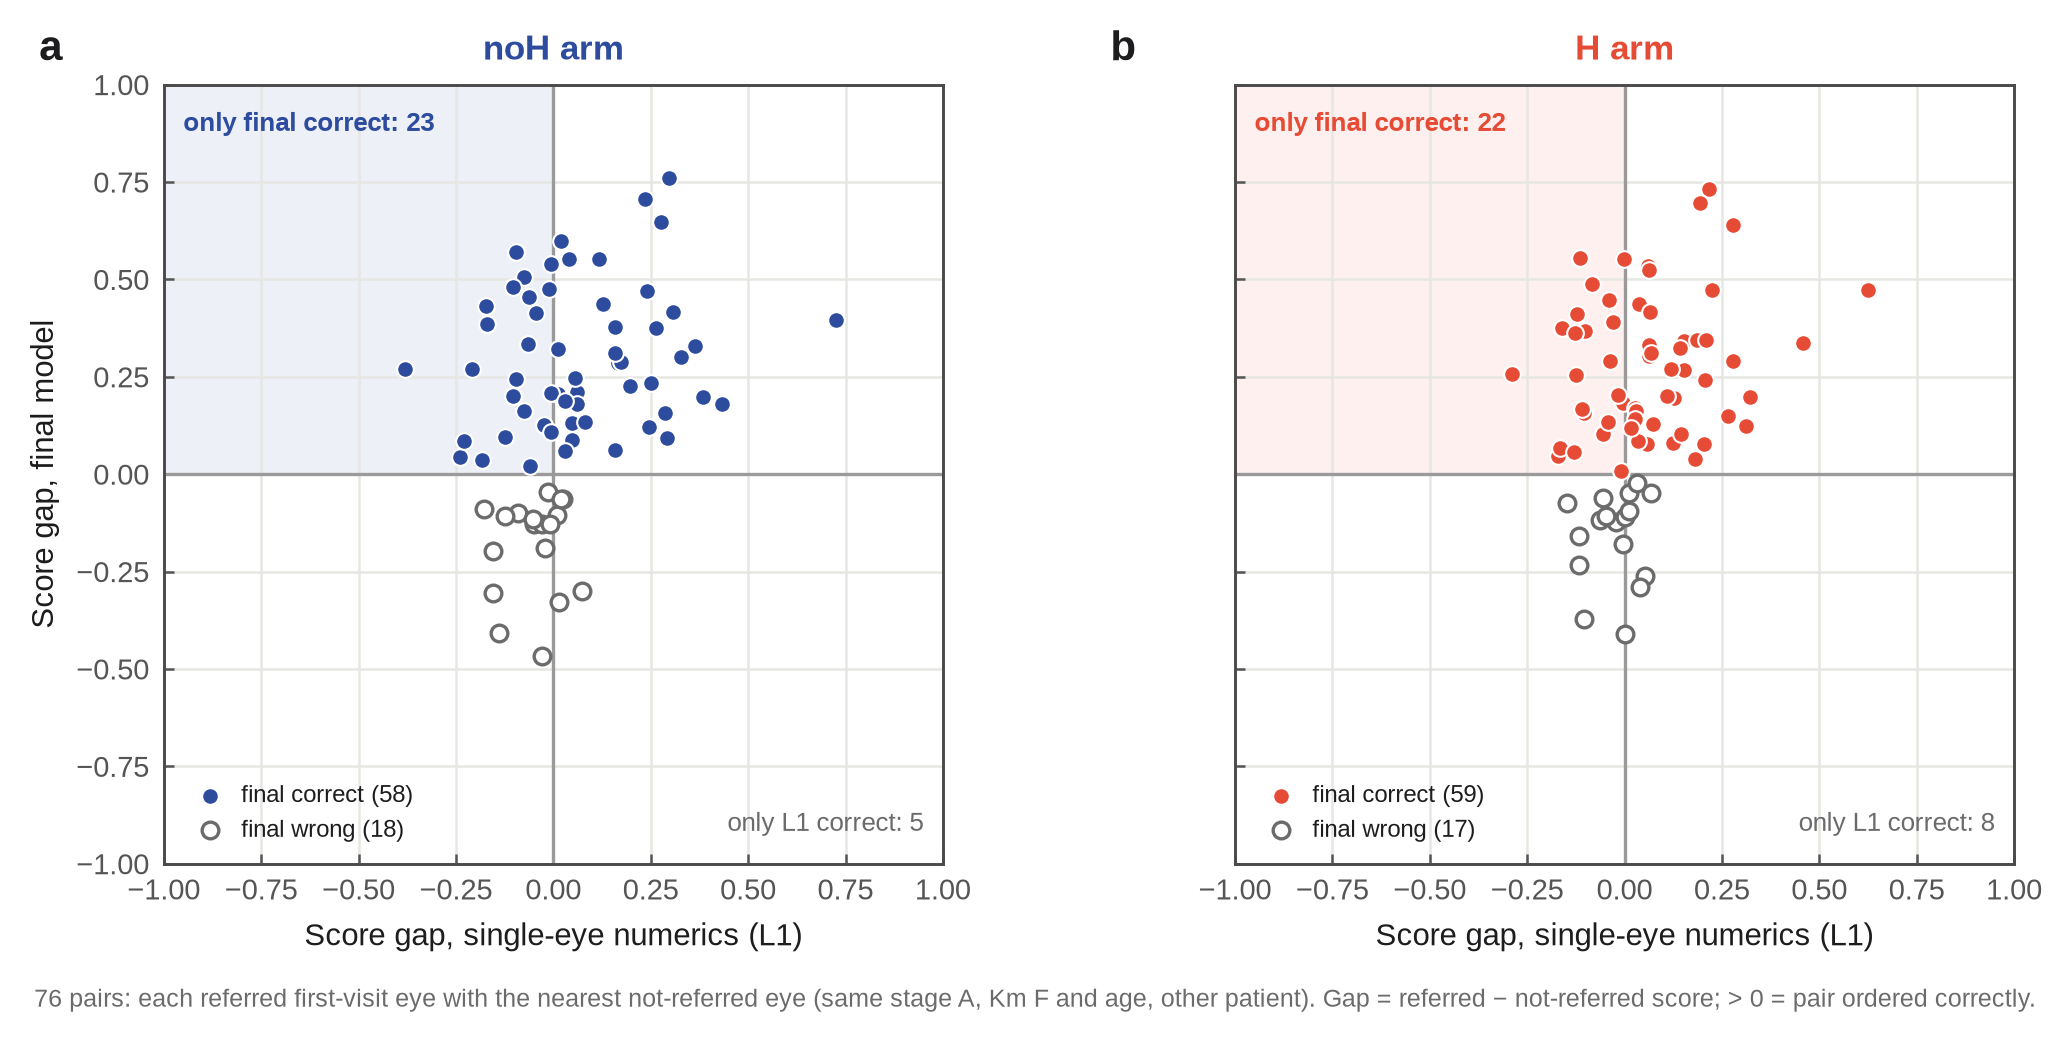 a
noH arm
b
H arm
only final correct: 23
only final correct: 22
1.00
0.75
0.50
0.25
0.00
−0.25
−0.50
−0.75
−1.00
Score gap, final model
final correct (58)
final wrong (18)
only L1 correct: 5
final correct (59)
final wrong (17)
only L1 correct: 8
−1.00 −0.75 −0.50 −0.25 0.00 0.25 0.50 0.75 1.00
−1.00 −0.75 −0.50 −0.25 0.00 0.25 0.50 0.75 1.00
Score gap, single-eye numerics (L1)
Score gap, single-eye numerics (L1)
76 pairs: each referred first-visit eye with the nearest not-referred eye (same stage A, Km F and age, other patient). Gap = referred − not-referred score; > 0 = pair ordered correctly.